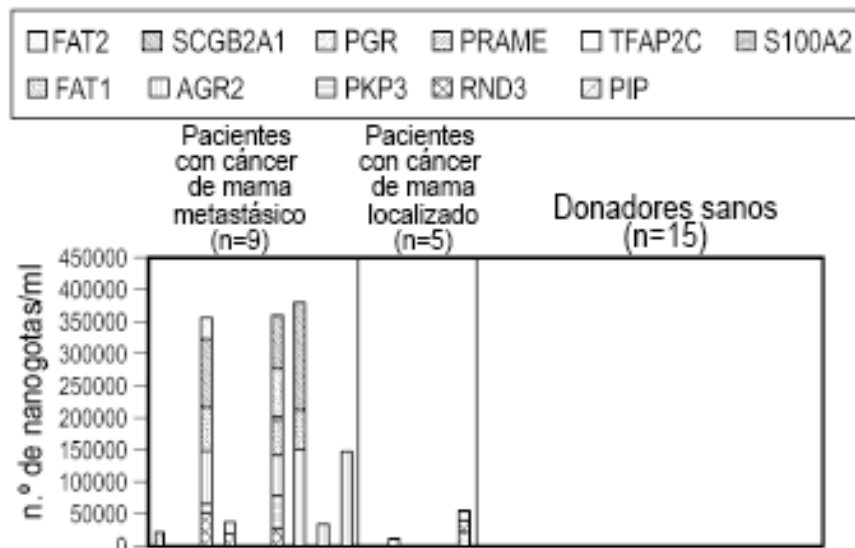 FAT2 SCGB2A1 PGR PRAME TFAP2C S100A2
FAT1 AGR2 PKP3 RND3 PIP
Pacientes
con cáncer
de mama
metastásico
(n=9)
Pacientes
con cáncer
de mama
localizado
(n=5)
Donadores sanos
(n=15)
n.º de nanogotas/ml
450000
400000
350000
300000
250000
200000
150000
100000
50000
0